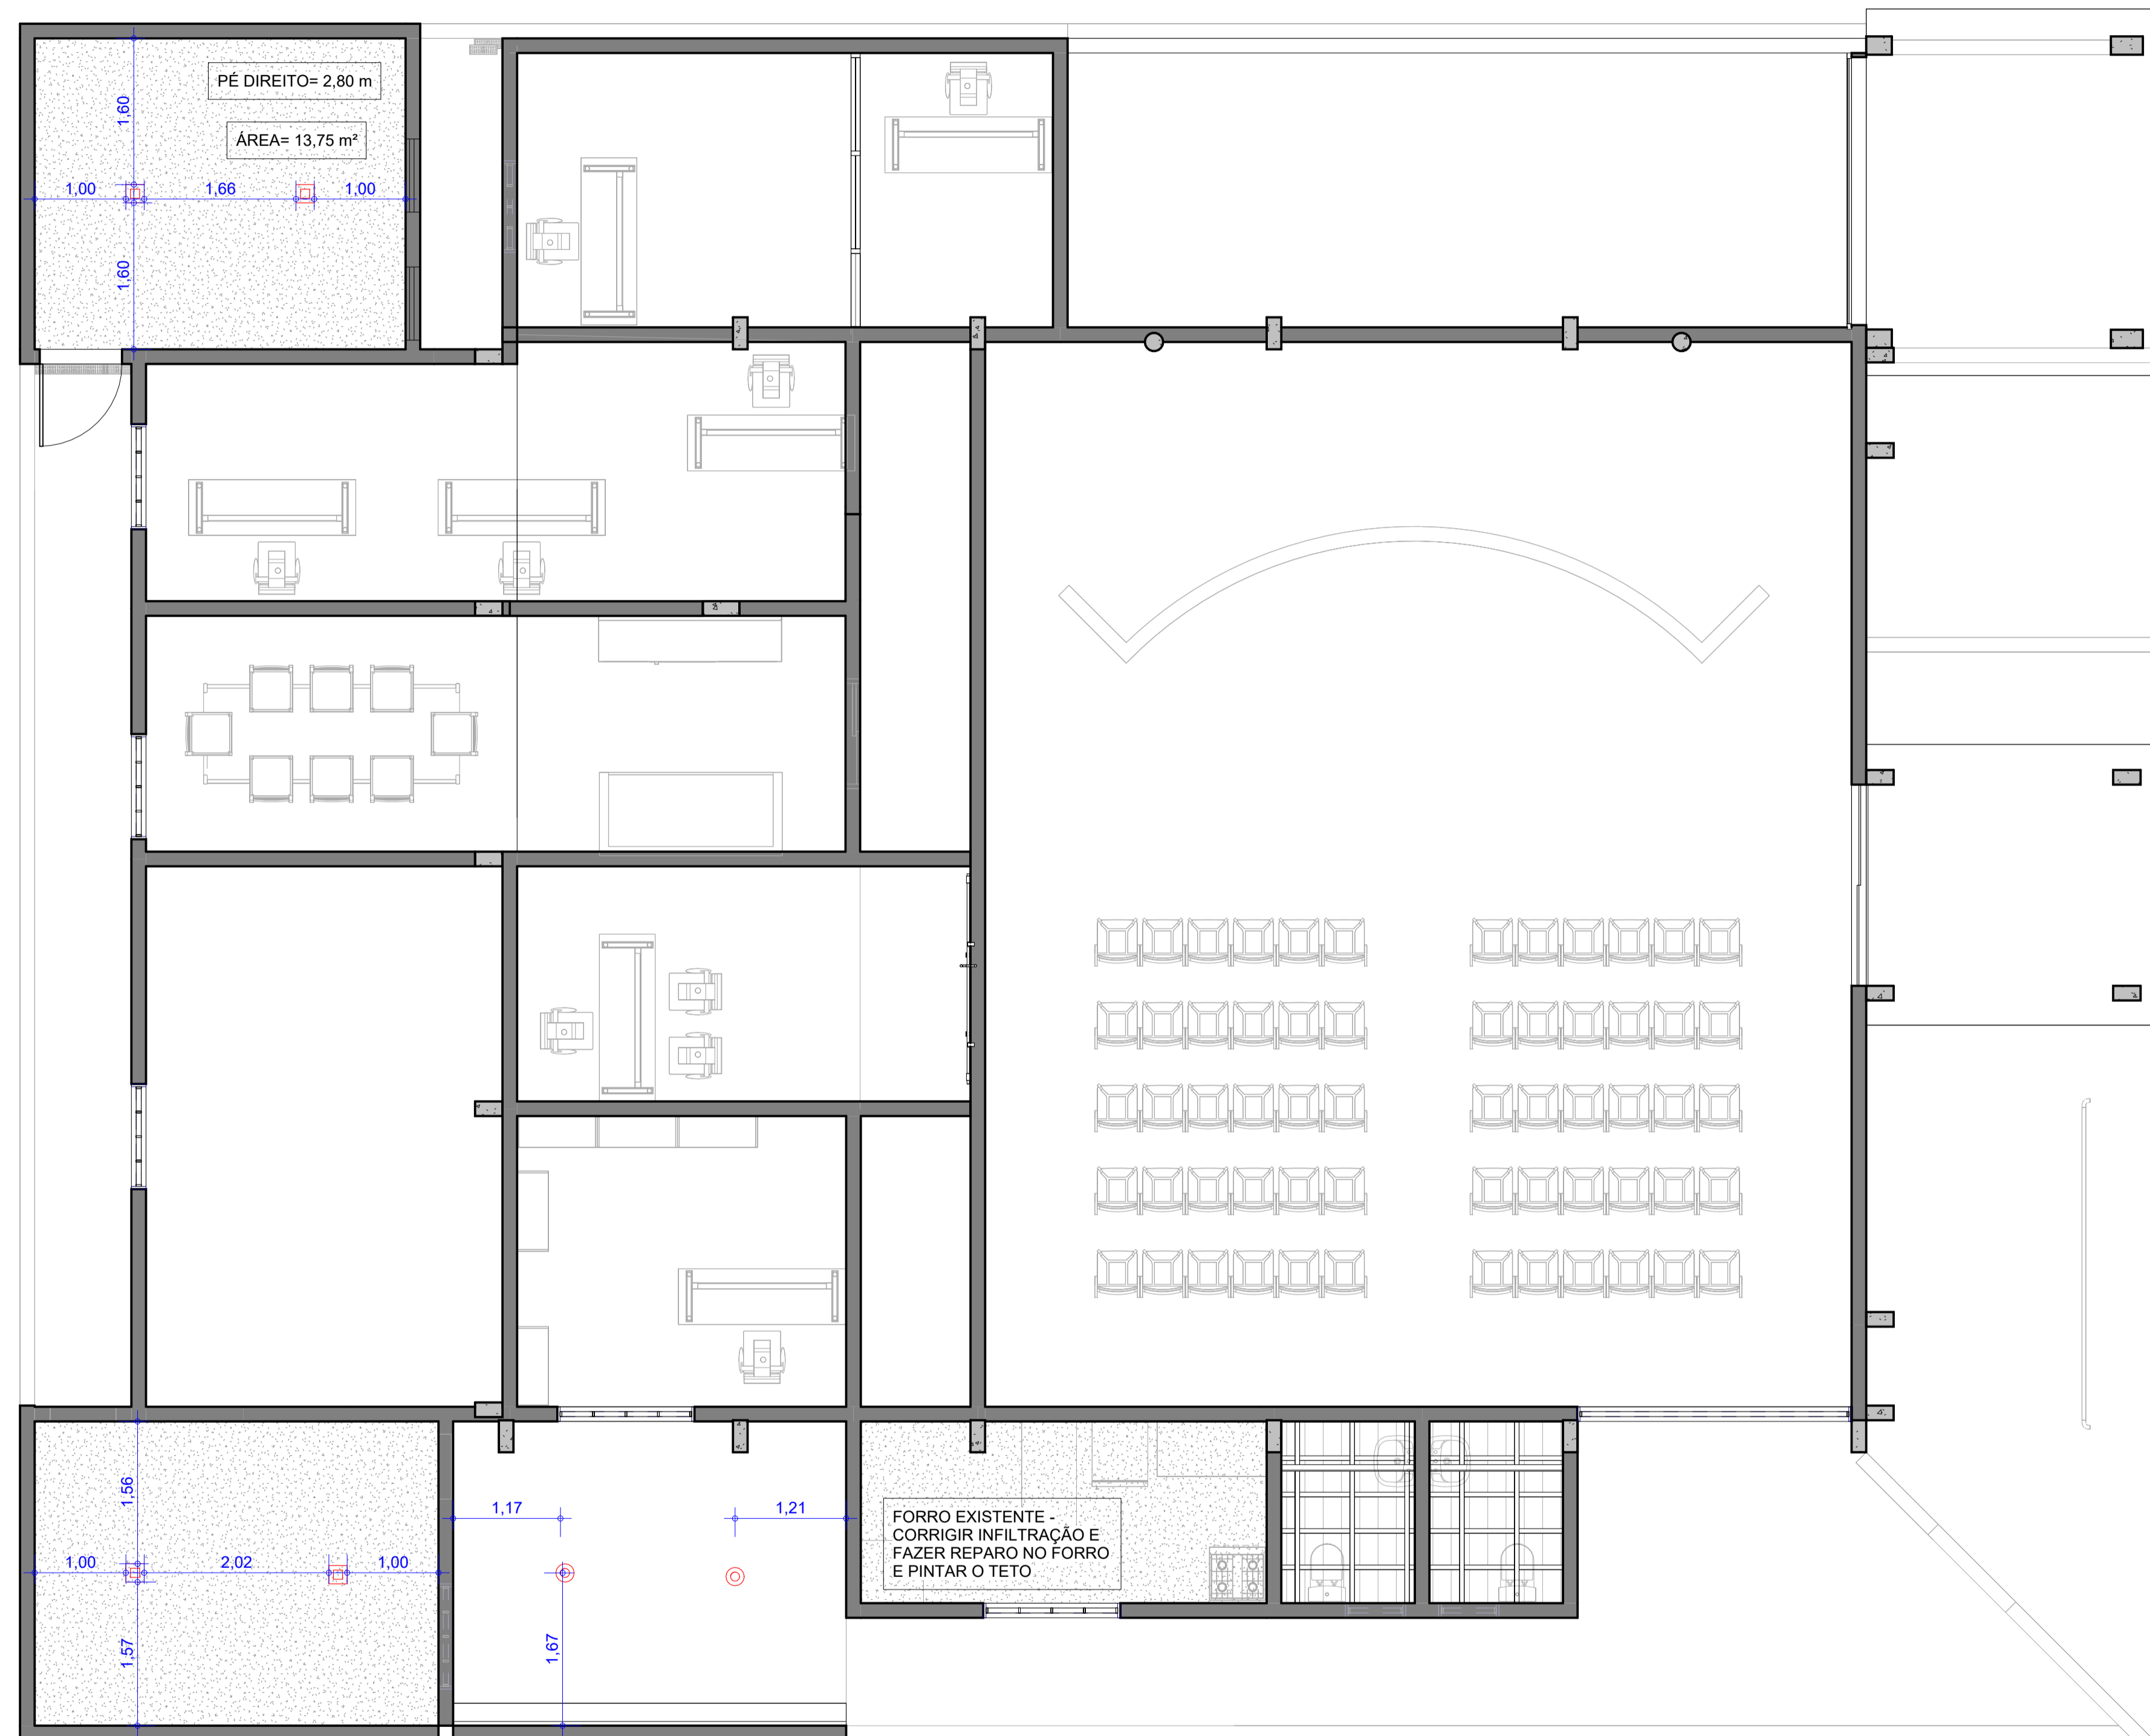 PÉ DIREITO= 2,80 m
1,60
ÁREA= 13,75 m²
1,00
1,66
1,00
1,60
1,56
1,17
1,21
FORRO EXISTENTE -
CORRIGIR INFILTRAÇÃO E
FAZER REPARO NO FORRO
E PINTAR O TETO
1,00
2,02
1,00
1,57
1,67